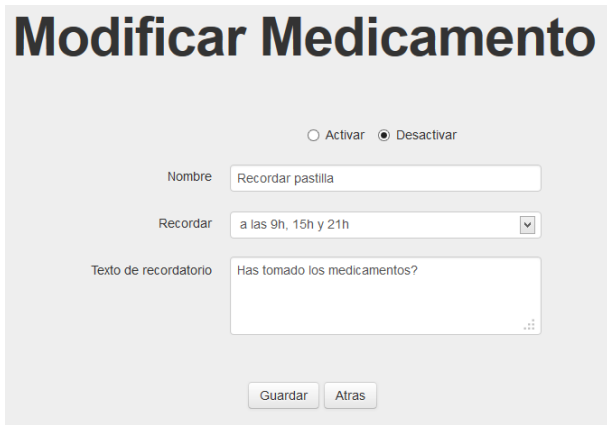 Modificar Medicamento
Activar Desactivar
Nombre Recordar pastilla
Recordar a las 9h, 15h y 21h
Texto de recordatorio Has tomado los medicamentos?
Guardar Atras